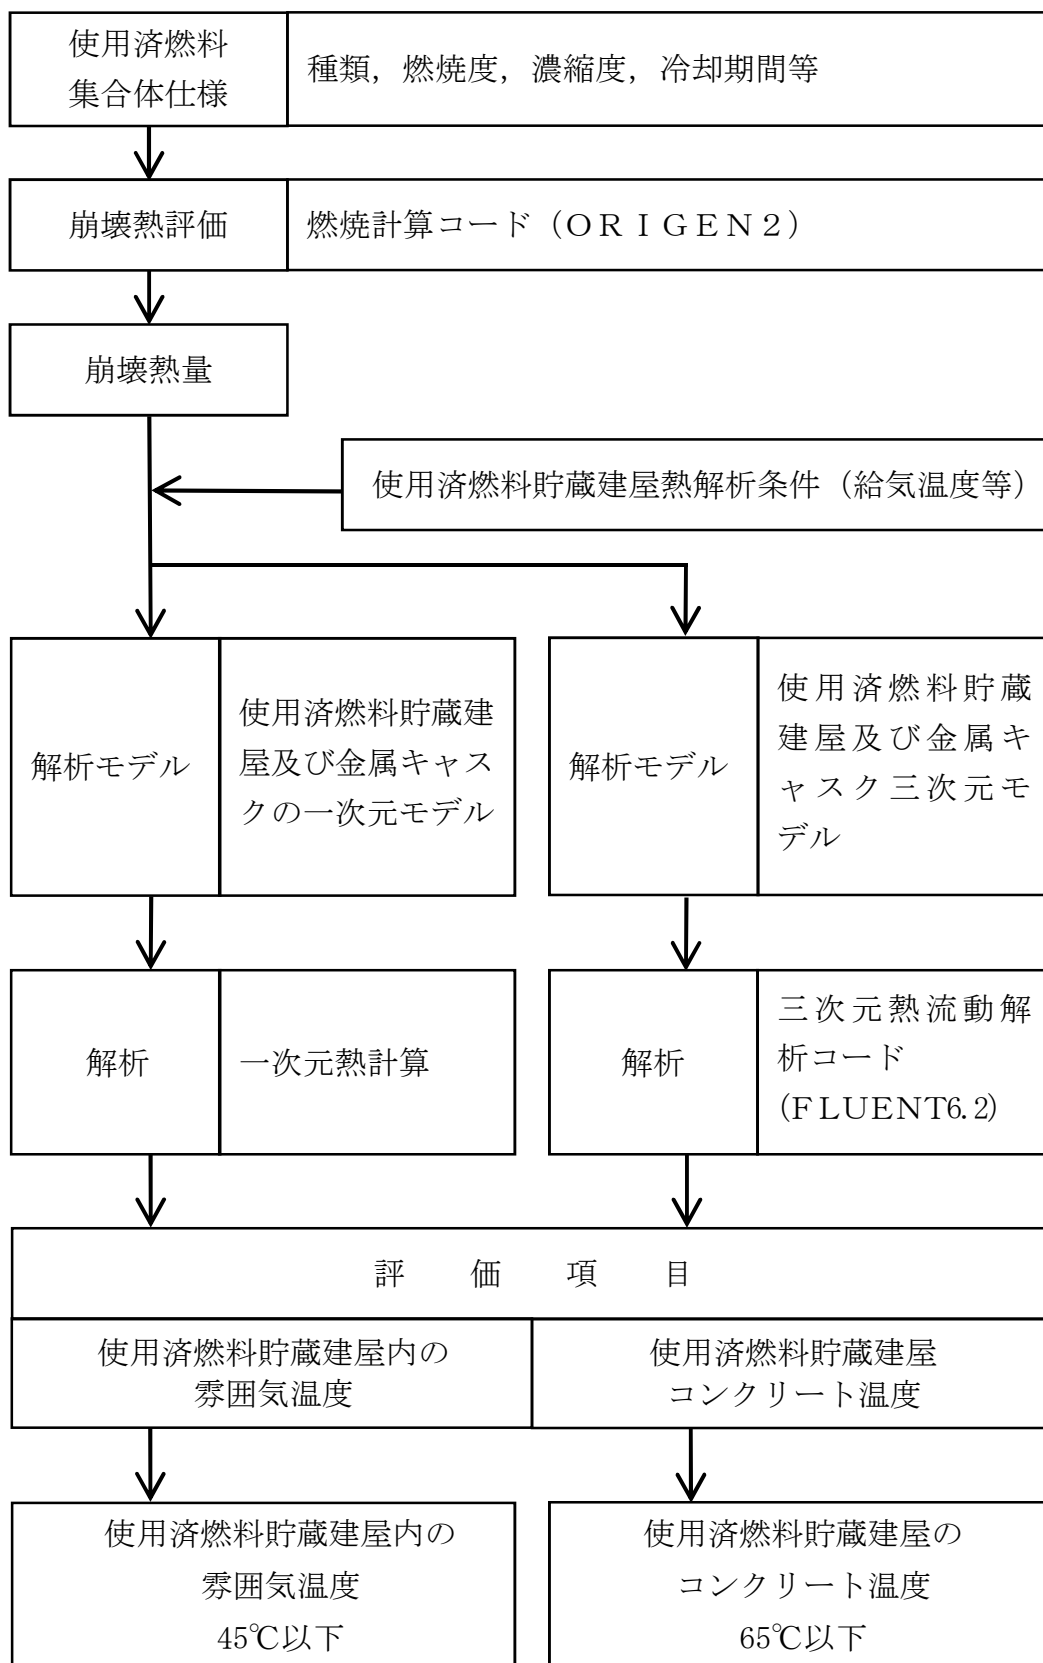 使用済燃料
集合体仕様
種類，燃焼度，濃縮度，冷却期間等
崩壊熱評価
燃焼計算コード（ＯＲＩＧＥＮ２）
崩壊熱量
使用済燃料貯蔵建屋熱解析条件（給気温度等）
解析モデル
使用済燃料貯蔵建
屋及び金属キャス
クの一次元モデル
解析モデル
使用済燃料貯蔵
建屋及び金属キ
ャスク三次元モ
デル
解析
一次元熱計算
解析
三次元熱流動解
析コード
(ＦＬＵＥＮＴ6.2)
評　価　項　目
使用済燃料貯蔵建屋内の
雰囲気温度
使用済燃料貯蔵建屋
コンクリート温度
使用済燃料貯蔵建屋内の
雰囲気温度
45℃以下
使用済燃料貯蔵建屋の
コンクリート温度
65℃以下